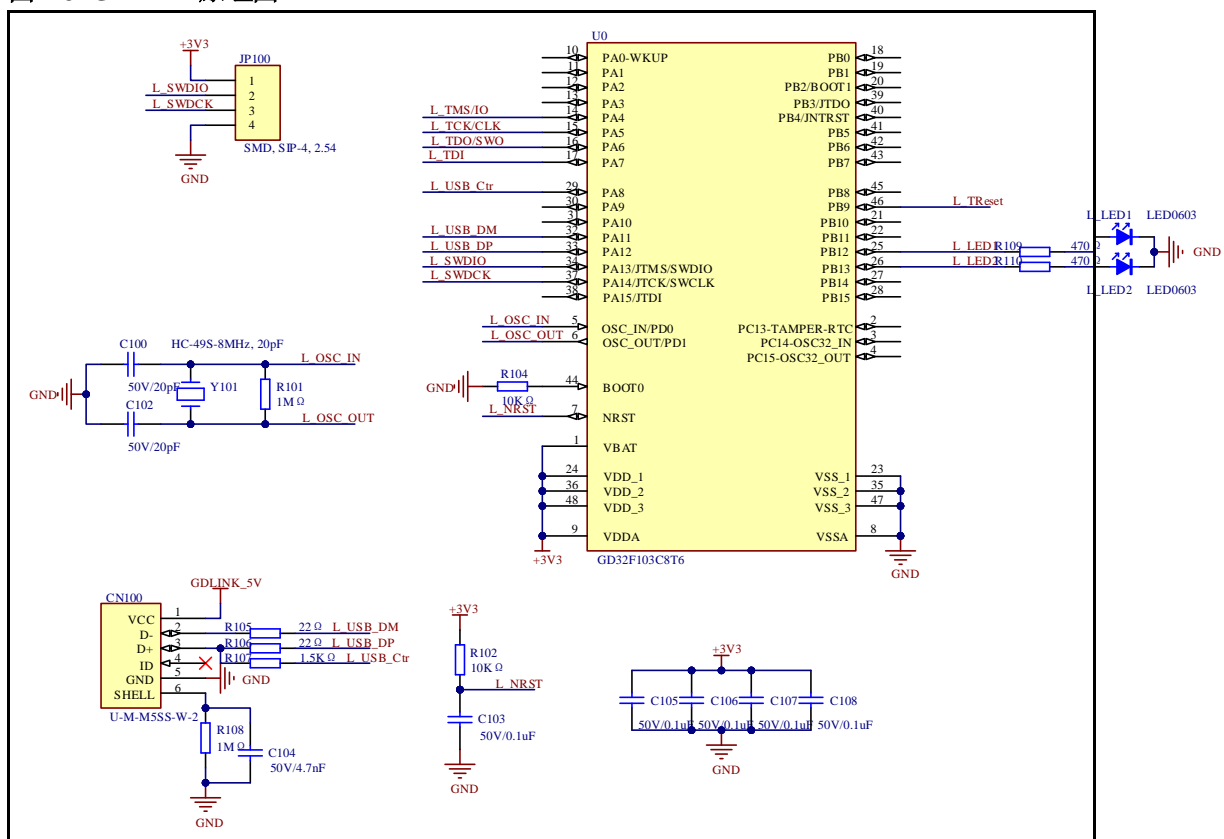 +3V3
JP100
1
L_SWDIO 2
L_SWDCK 3
4
SMD, SIP-4, 2.54
GND
U0
10 PA0-WKUP PB0 18
11 PA1 PB1 19
12 PA2 PB2/BOOT1 20
13 PA3 PB3/JTDO 39
L_TMS/IO 14 PA4 PB4/JNTRST 40
L_TCK/CLK 15 PA5 PB5 41
L_TDO/SWO 16 PA6 PB6 42
L_TDI 17 PA7 PB7 43
L_USB_Ctr 29 PA8 PB8 45
30 PA9 PB9 46 L_TReset
31 PA10 PB10 21
L_USB_DM 32 PA11 PB11 22
L_USB_DP 33 PA12 PB12 25 L_LED1 R109 470Ω
L_SWDIO 34 PA13/JTMS/SWDIO PB13 26 L_LED2 R110 470Ω
L_SWDCK 37 PA14/JTCK/SWCLK PB14 27
38 PA15/JTDI PB15 28
L_LED1 LED0603
GND
L_LED2 LED0603
L_OSC_IN 5 OSC_IN/PD0 PC13-TAMPER-RTC 2
L_OSC_OUT 6 OSC_OUT/PD1 PC14-OSC32_IN 3
PC15-OSC32_OUT 4
R104
GND 44 BOOT0
10KΩ
L_NRST 7 NRST
1 VBAT
24 VDD_1 VSS_1 23
36 VDD_2 VSS_2 35
48 VDD_3 VSS_3 47
9 VDDA VSSA 8
+3V3 GD32F103C8T6 GND
C100 HC-49S-8MHz, 20pF
L_OSC_IN
GND 50V/20pF Y101 R101
C102 1MΩ
L_OSC_OUT
50V/20pF
GDLINK_5V
CN100
VCC 1
D- 2 R105 22Ω L_USB_DM
D+ 3 R106 22Ω L_USB_DP
ID 4 R107 1.5KΩ L_USB_Ctr
GND 5 GND
SHELL 6
U-M-M5SS-W-2
R108
1MΩ C104
50V/4.7nF
GND
+3V3
R102
10KΩ
L_NRST
C103
50V/0.1uF
GND
+3V3
C105 C106 C107 C108
50V/0.1uF 50V/0.1uF 50V/0.1uF 50V/0.1uF
GND